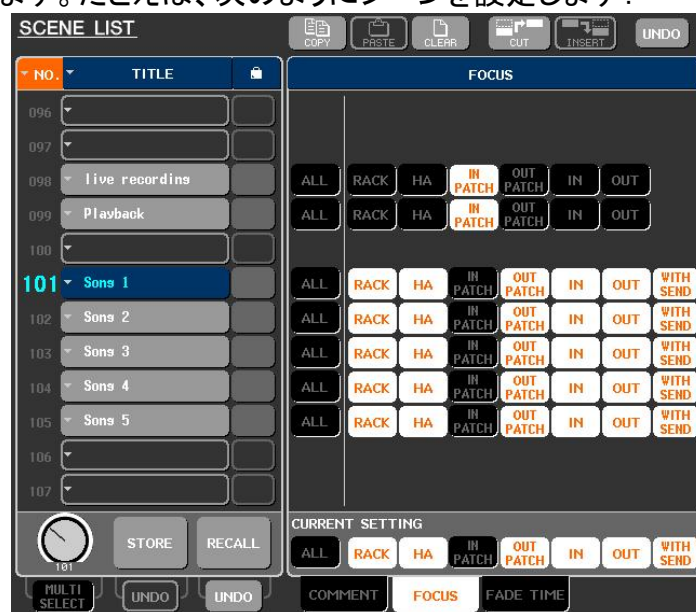 ます。たとえば、次のようにシーンを設定します:
SCENE LIST
COPY PASTE CLEAR CUT INSERT UNDO
NO. TITLE FOCUS
096
097
098 live recording ALL RACK HA IN PATCH OUT PATCH IN OUT
099 Playback ALL RACK HA IN PATCH OUT PATCH IN OUT
100
101 Song 1 ALL RACK HA IN PATCH OUT PATCH IN OUT WITH SEND
102 Song 2 ALL RACK HA IN PATCH OUT PATCH IN OUT WITH SEND
103 Song 3 ALL RACK HA IN PATCH OUT PATCH IN OUT WITH SEND
104 Song 4 ALL RACK HA IN PATCH OUT PATCH IN OUT WITH SEND
105 Song 5 ALL RACK HA IN PATCH OUT PATCH IN OUT WITH SEND
106
107
101 STORE RECALL
CURRENT SETTING
ALL RACK HA IN PATCH OUT PATCH IN OUT WITH SEND
MULTI SELECT UNDO UNDO COMMENT FOCUS FADE TIME